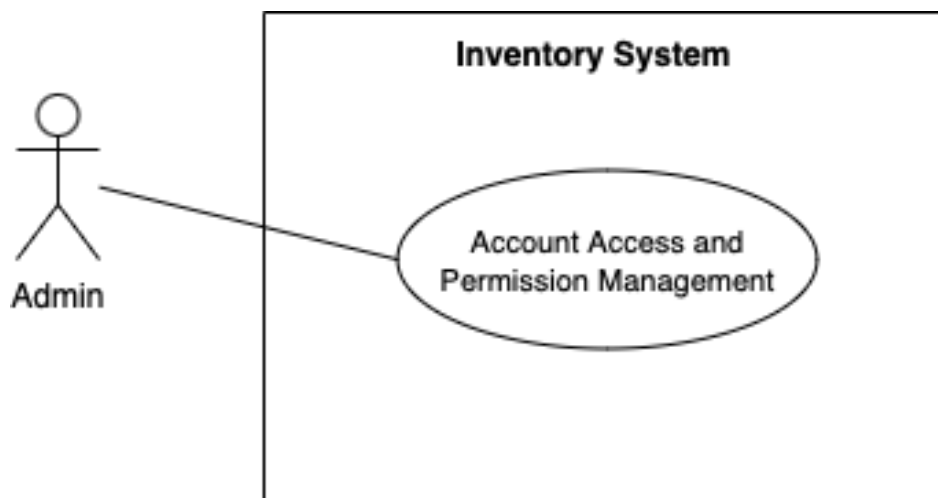 Inventory System
Account Access and
Permission Management
Admin